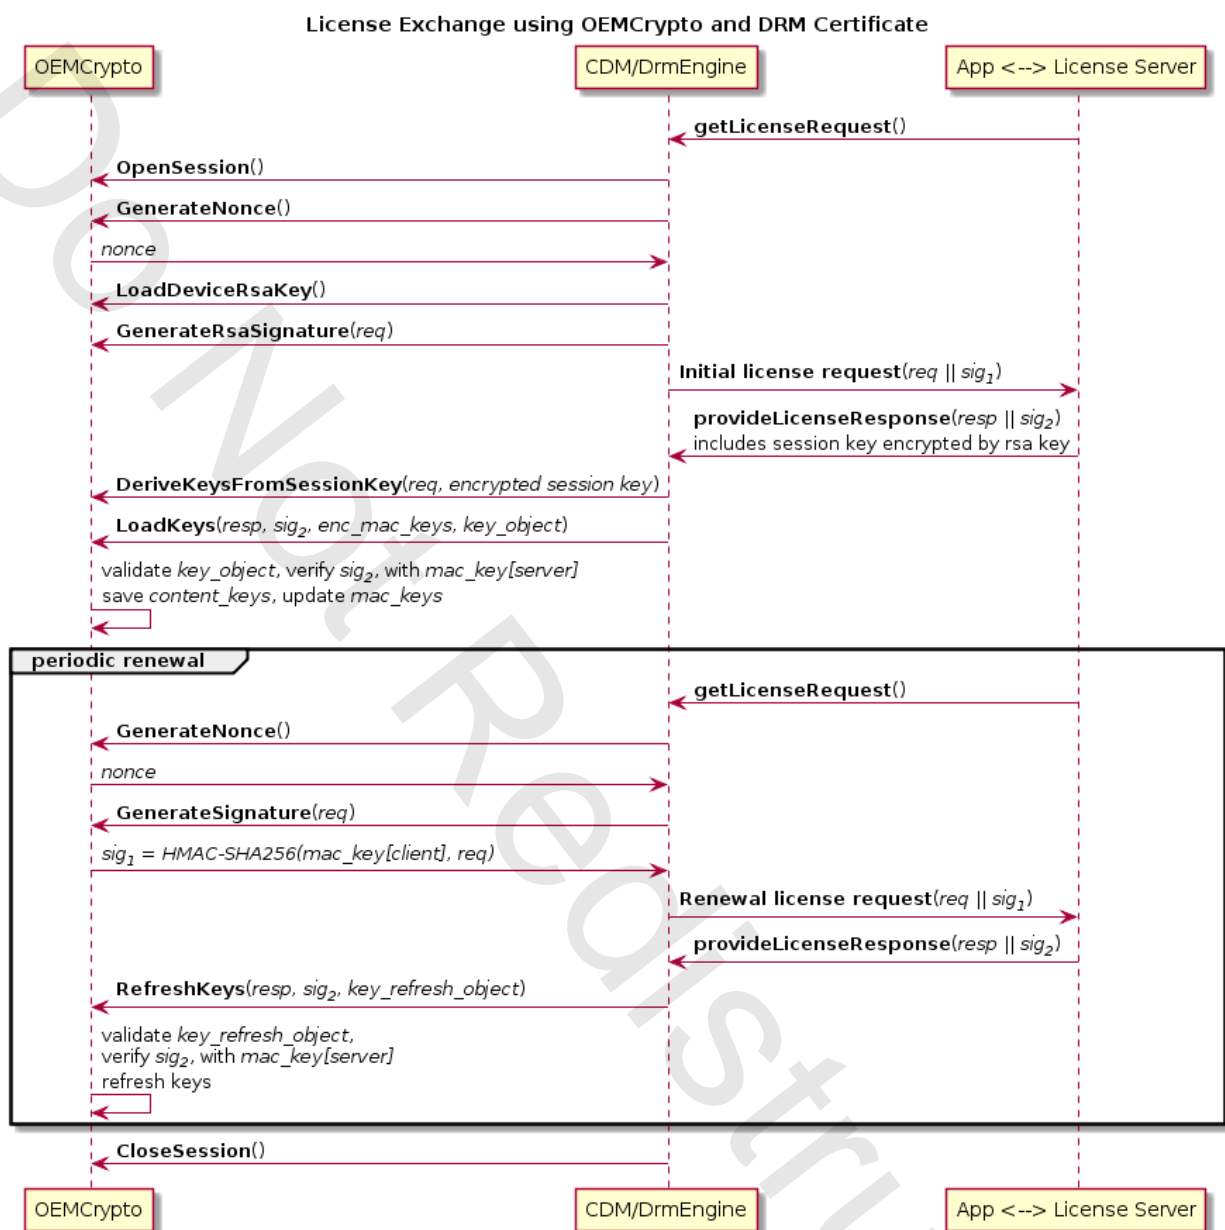 License Exchange using OEMCrypto and DRM Certificate
OEMCrypto
CDM/DrmEngine
App <--> License Server
getLicenseRequest()
OpenSession()
GenerateNonce()
nonce
LoadDeviceRsaKey()
GenerateRsaSignature(req)
Initial license request(req || sig1)
provideLicenseResponse(resp || sig2)
includes session key encrypted by rsa key
DeriveKeysFromSessionKey(req, encrypted session key)
LoadKeys(resp, sig2, enc_mac_keys, key_object)
validate key_object, verify sig2, with mac_key[server]
save content_keys, update mac_keys
periodic renewal
getLicenseRequest()
GenerateNonce()
nonce
GenerateSignature(req)
sig1 = HMAC-SHA256(mac_key[client], req)
Renewal license request(req || sig1)
provideLicenseResponse(resp || sig2)
RefreshKeys(resp, sig2, key_refresh_object)
validate key_refresh_object,
verify sig2, with mac_key[server]
refresh keys
CloseSession()
OEMCrypto
CDM/DrmEngine
App <--> License Server
Do Not Redistru